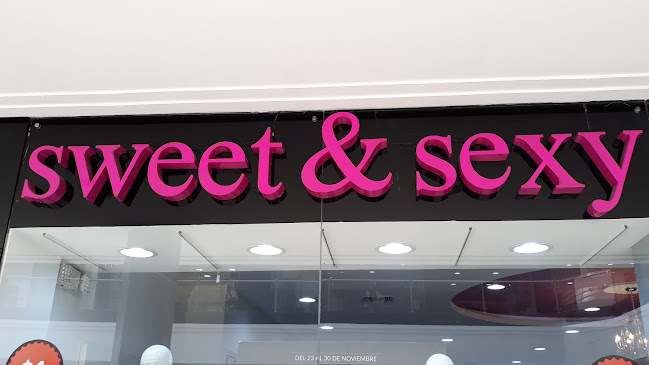 sweet & sexy
DEL 23 AL 30 DE NOVIEMBRE